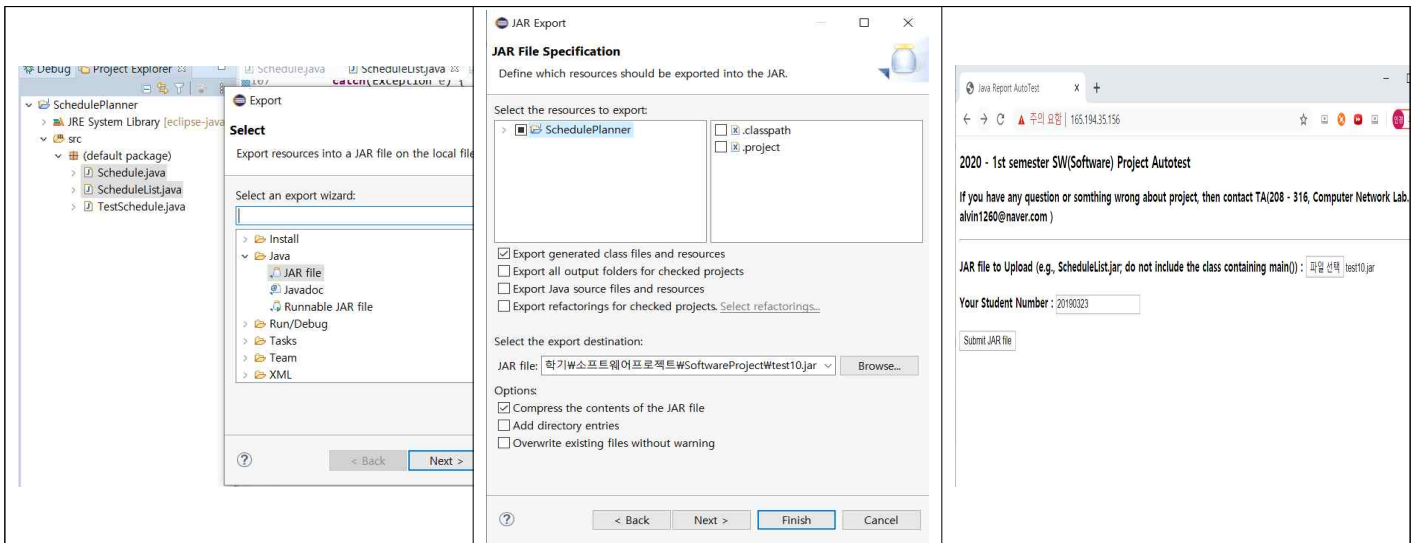 Debug Project Explorer
Schedule.java ScheduleList.java
107 catch(Exception e) {
SchedulePlanner
JRE System Library [eclipse-java
src
(default package)
Schedule.java
ScheduleList.java
TestSchedule.java
Export
Select
Export resources into a JAR file on the local file
Select an export wizard:
Install
Java
JAR file
Javadoc
Runnable JAR file
Run/Debug
Tasks
Team
XML
< Back Next >
JAR Export
JAR File Specification
Define which resources should be exported into the JAR.
Select the resources to export:
SchedulePlanner
.classpath
.project
Export generated class files and resources
Export all output folders for checked projects
Export Java source files and resources
Export refactorings for checked projects. Select refactorings...
Select the export destination:
JAR file: 학기₩소프트웨어프로젝트₩SoftwareProject₩test10.jar Browse...
Options:
Compress the contents of the JAR file
Add directory entries
Overwrite existing files without warning
< Back Next > Finish Cancel
Java Report AutoTest
주의 요함 | 165.194.35.156
2020 - 1st semester SW(Software) Project Autotest
If you have any question or somthing wrong about project, then contact TA(208 - 316, Computer Network Lab.
alvin1260@naver.com )
JAR file to Upload (e.g., ScheduleList.jar; do not include the class containing main()) : 파일 선택 test10.jar
Your Student Number : 20190323
Submit JAR file